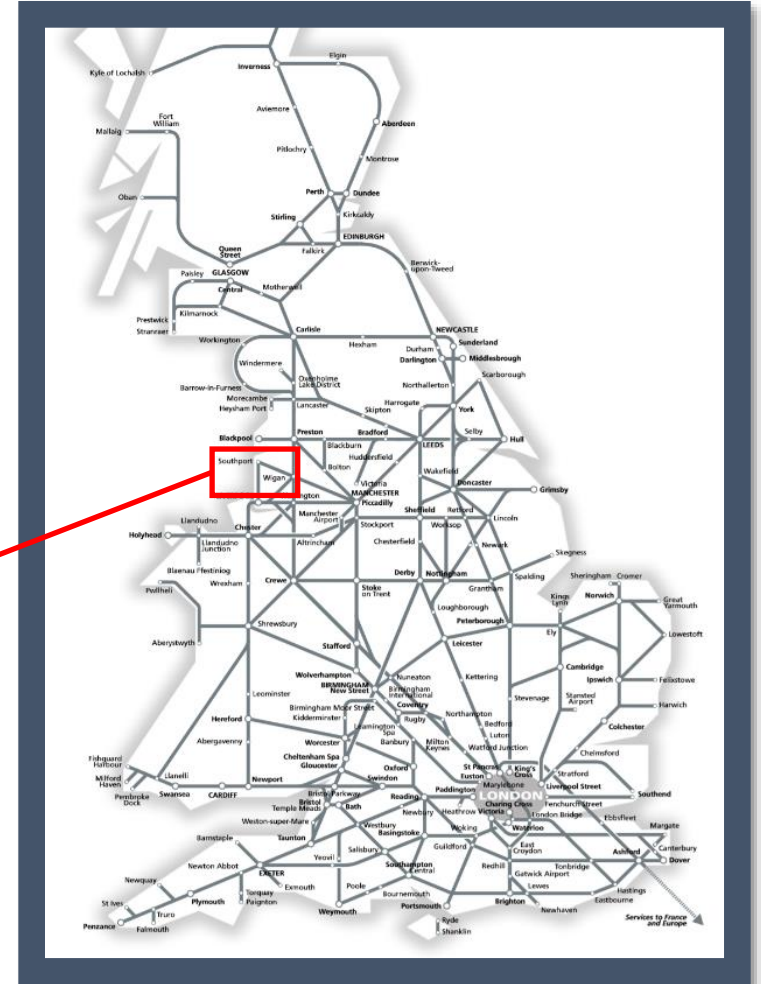 Elgin
Inverness
Kyle of Lochalsh
Aviemore
Fort
William
Aberdeen
Mallaig
Pitlochry
Montrose
Perth
Dundee
Oban
Stirling
Kirkcaldy
EDINBURGH
Queen
Street
Falkirk
Berwick-
upon-Tweed
Paisley
GLASGOW
Central
Motherwell
Prestwick
Kilmarnock
Stranraer
Carlisle
NEWCASTLE
Workington
Hexham
Durham
Sunderland
Darlington
Middlesbrough
Windermere
Oxenholme
Lake District
Scarborough
Barrow-in-Furness
Northallerton
Morecambe
Heysham Port
Lancaster
Harrogate
Skipton
York
Blackpool
Preston
Bradford
Selby
Hull
Blackburn
LEEDS
Southport
Huddersfield
Bolton
Wakefield
Wigan
Victoria
MANCHESTER
Piccadilly
Doncaster
Grimsby
ington
Manchester
Airport
Sheffield
Retford
Llandudno
Chester
Stockport
Worksop
Lincoln
Holyhead
Llandudno
Junction
Altrincham
Chesterfield
Newark
Skegness
Blaenau Ffestiniog
Derby
Nottingham
Pwllheli
Wrexham
Crewe
Stoke
on Trent
Grantham
Spalding
Sheringham
Cromer
Kings
Lynn
Norwich
Great
Yarmouth
Loughborough
Peterborough
Shrewsbury
Ely
Lowestoft
Aberystwyth
Stafford
Leicester
Wolverhampton
Nuneaton
Kettering
Cambridge
BIRMINGHAM
New Street
Birmingham
International
Ipswich
Felixstowe
Leominster
Coventry
Stevenage
Stansted
Airport
Birmingham Moor Street
Rugby
Northampton
Harwich
Hereford
Kidderminster
Leamington
Spa
Bedford
Colchester
Abergavenny
Worcester
Banbury
Milton
Keynes
Luton
Watford Junction
Chelmsford
Fishguard
Harbour
Cheltenham Spa
Gloucester
Oxford
St Pancras
King's
Cross
Euston
Stratford
Milford
Haven
Llanelli
Newport
Swindon
Marylebone
Liverpool Street
Pembroke
Dock
Swansea
CARDIFF
Bristol Parkway
Reading
Paddington
LONDON
Southend
Bristol
Temple Meads
Bath
Newbury
Heathrow
Victoria
Charing Cross
Fenchurch Street
London Bridge
Ebbsfleet
Weston-super-Mare
Westbury
Basingstoke
Woking
Waterloo
Margate
Barnstaple
Taunton
Salisbury
Guildford
East
Croydon
Canterbury
Newton Abbot
Yeovil
Southampton
Central
Redhill
Tonbridge
Ashford
Dover
EXETER
Gatwick Airport
Newquay
Exmouth
Poole
Lewes
Hastings
St Ives
Plymouth
Torquay
Paignton
Bournemouth
Eastbourne
Truro
Weymouth
Portsmouth
Brighton
Newhaven
Penzance
Falmouth
Ryde
Shanklin
Services to France
and Europe